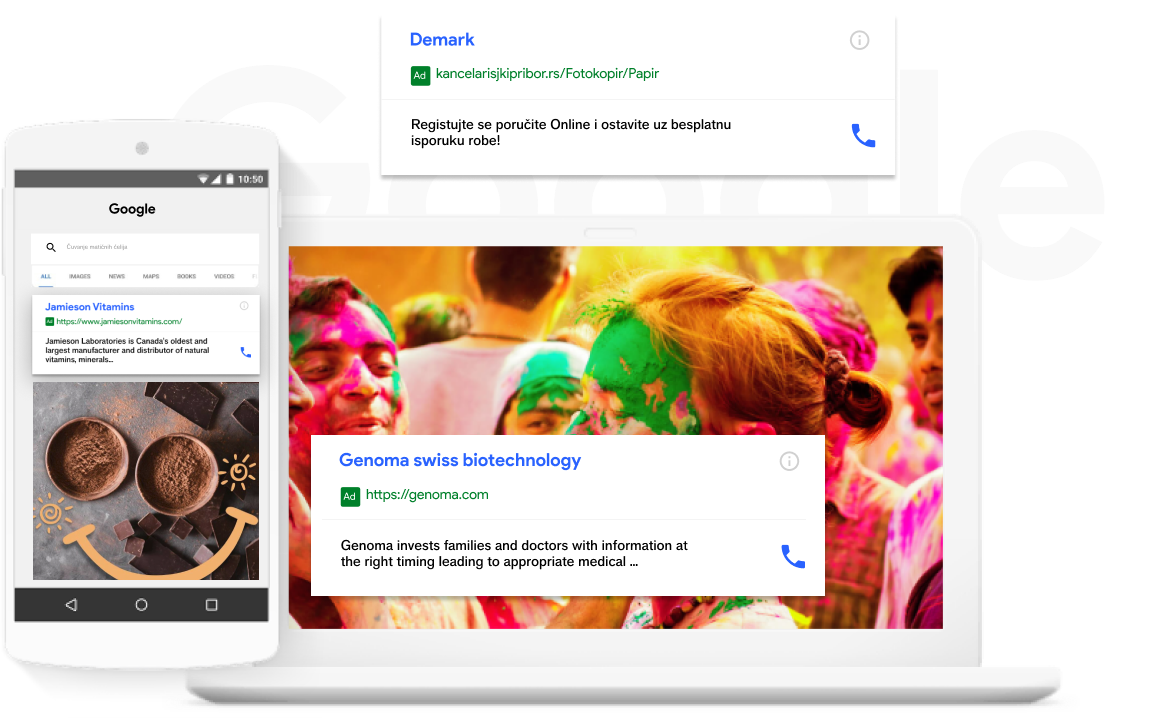 Google
Demark
Ad kancelarisjkipribor.rs/Fotokopir/Papir
Registujte se poručite Online i ostavite uz besplatnu
isporuku robe!
10:50
Google
Čuvanje matičnih ćelija
ALL IMAGES NEWS MAPS BOOKS VIDEOS
Jamieson Vitamins
Ad https://www.jamiesonvitamins.com/
Jamieson Laboratories is Canada's oldest and
largest manufacturer and distributor of natural
vitamins, minerals...
Genoma swiss biotechnology
Ad https://genoma.com
Genoma invests families and doctors with information at
the right timing leading to appropriate medical ...